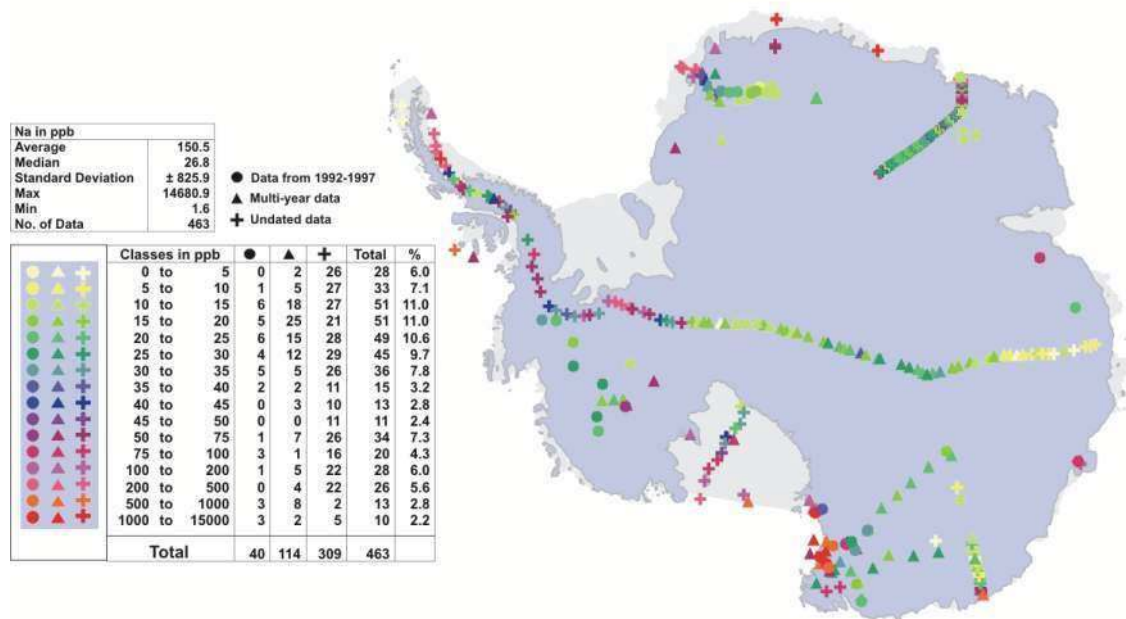 Na in ppb
Average 150.5
Median 26.8
Standard Deviation ± 825.9
Max 14680.9
Min 1.6
No. of Data 463
Data from 1992-1997
Multi-year data
Undated data
Classes in ppb Total %
0 to 5 0 2 26 28 6.0
5 to 10 1 5 27 33 7.1
10 to 15 6 18 27 51 11.0
15 to 20 5 25 21 51 11.0
20 to 25 6 15 28 49 10.6
25 to 30 4 12 29 45 9.7
30 to 35 5 5 26 36 7.8
35 to 40 2 2 11 15 3.2
40 to 45 0 3 10 13 2.8
45 to 50 0 0 11 11 2.4
50 to 75 1 7 26 34 7.3
75 to 100 3 1 16 20 4.3
100 to 200 1 5 22 28 6.0
200 to 500 0 4 22 26 5.6
500 to 1000 3 8 2 13 2.8
1000 to 15000 3 2 5 10 2.2
Total 40 114 309 463